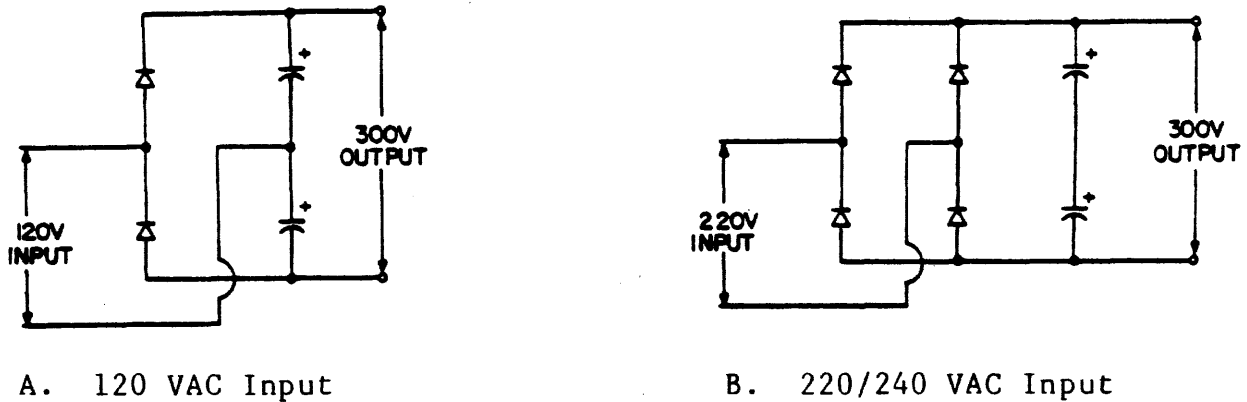 +
300V
OUTPUT
120V
INPUT
+
A. 120 VAC Input
+
300V
OUTPUT
220V
INPUT
+
B. 220/240 VAC Input